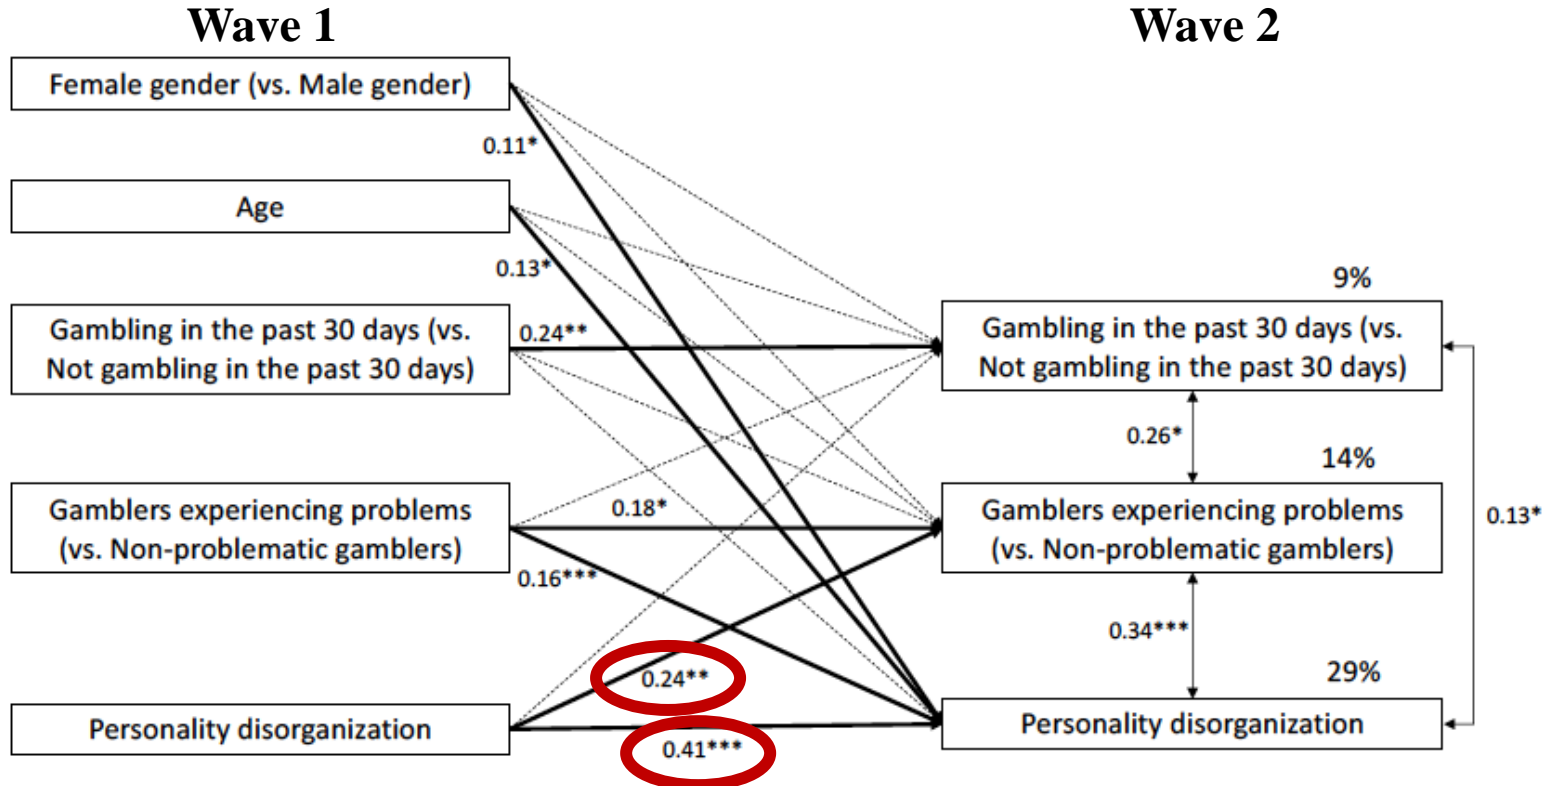 Wave 1
Wave 2
Female gender (vs. Male gender)
0.11*
Age
0.13*
9%
Gambling in the past 30 days (vs.
Not gambling in the past 30 days)
0.24**
Gambling in the past 30 days (vs.
Not gambling in the past 30 days)
0.26*
14%
Gamblers experiencing problems
(vs. Non-problematic gamblers)
0.18*
Gamblers experiencing problems
(vs. Non-problematic gamblers)
0.13*
0.16***
0.34***
29%
0.24**
Personality disorganization
0.41***
Personality disorganization